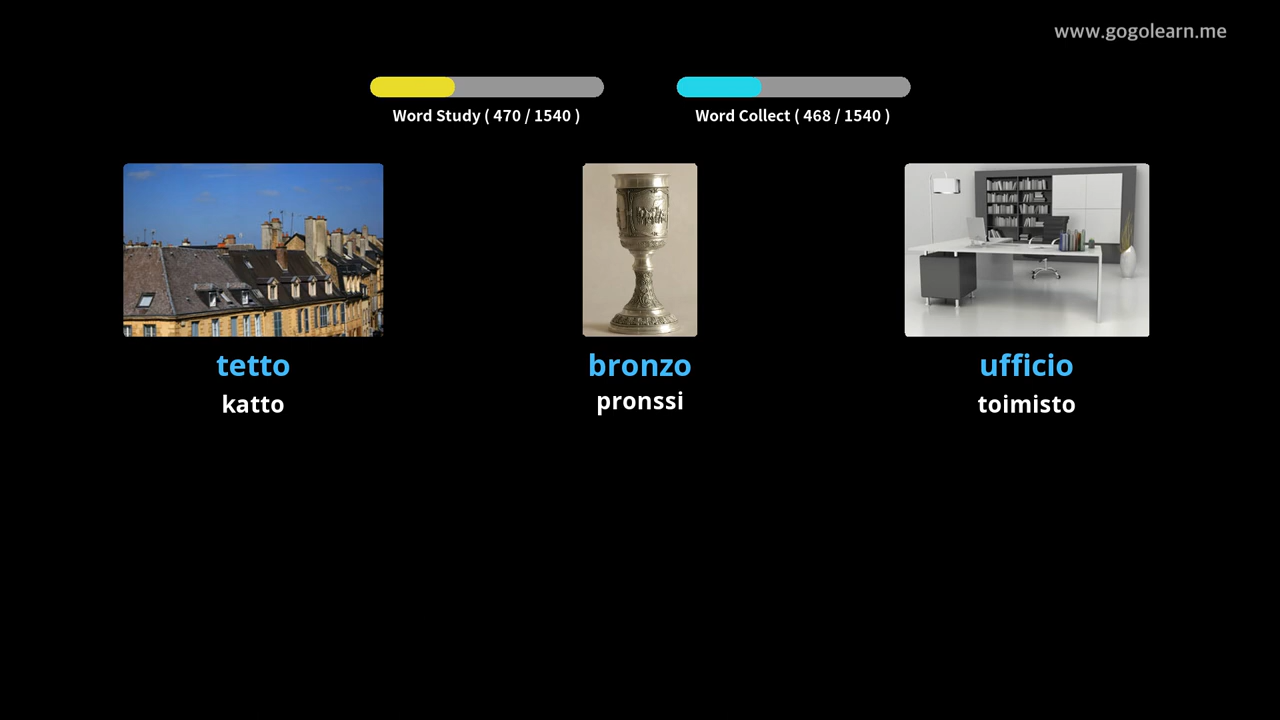 www.gogolearn.me
Word Study ( 470 / 1540 )
Word Collect ( 468 / 1540 )
tetto
bronzo
ufficio
katto
pronssi
toimisto